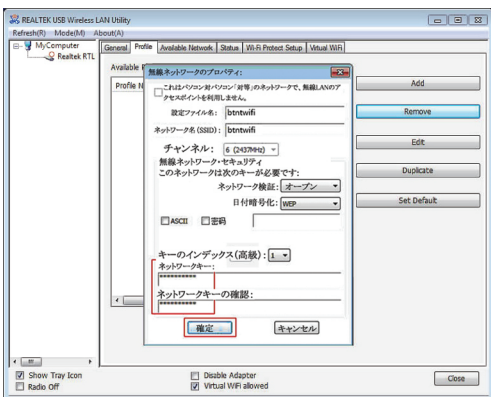 REALTEK USB Wireless LAN Utility
Refresh(R) Mode(M) About(A)
MyComputer
Realtek RTL
General Profile Available Network Status Wi-Fi Protect Setup Virtual WiFi
Available P
Profile N
無線ネットワークのプロパティ:
これはパソコン対パソコン「対等」のネットワークで、無線LANのア
クセスポイントを利用しません。
設定ファイル名: btntwifi
ネットワーク名 (SSID): btntwifi
チャンネル: 6 (2437MHz)
無線ネットワーク・セキュリティ
このネットワークは次のキーが必要です:
ネットワーク検証: オープン
日付暗号化: WEP
ASCII 密码
キーのインデックス(高級): 1
ネットワークキー:
**********
ネットワークキーの確認:
**********
確定 キャンセル
Add
Remove
Edit
Duplicate
Set Default
Show Tray Icon
Radio Off
Disable Adapter
Virtual WiFi allowed
Close